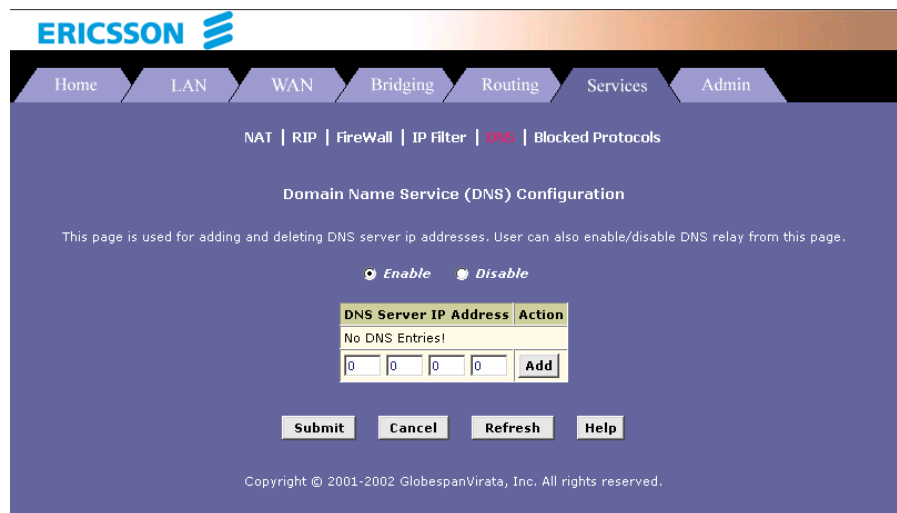 ERICSSON
Home LAN WAN Bridging Routing Services Admin
NAT | RIP | FireWall | IP Filter | DNS | Blocked Protocols
Domain Name Service (DNS) Configuration
This page is used for adding and deleting DNS server ip addresses. User can also enable/disable DNS relay from this page.
Enable Disable
DNS Server IP Address Action
No DNS Entries!
0 0 0 0 Add
Submit Cancel Refresh Help
Copyright © 2001-2002 GlobespanVirata, Inc. All rights reserved.